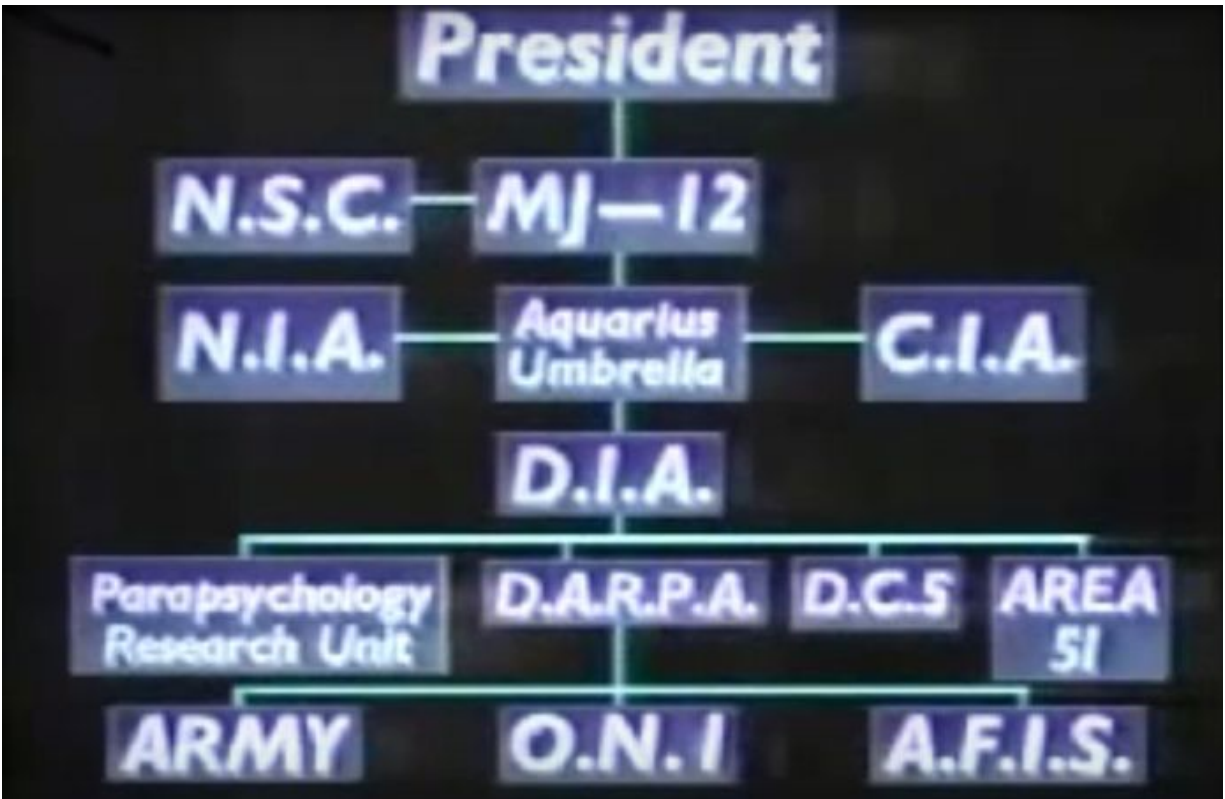 President
N.S.C.
MJ—12
N.I.A.
Aquarius
Umbrella
C.I.A.
D.I.A.
Parapsychology
Research Unit
D.A.R.P.A.
D.C.S
AREA
51
ARMY
O.N.I
A.F.I.S.